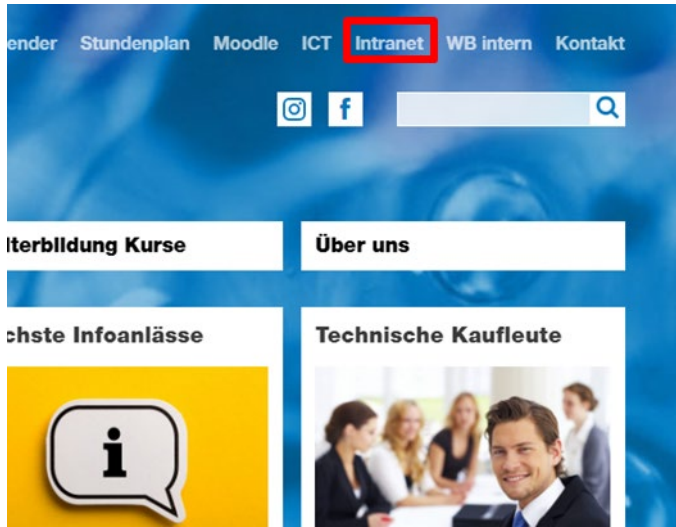 ender Stundenplan Moodle ICT Intranet WB intern Kontakt
iterbildung Kurse
Über uns
chste Infoanlässe
Technische Kaufleute